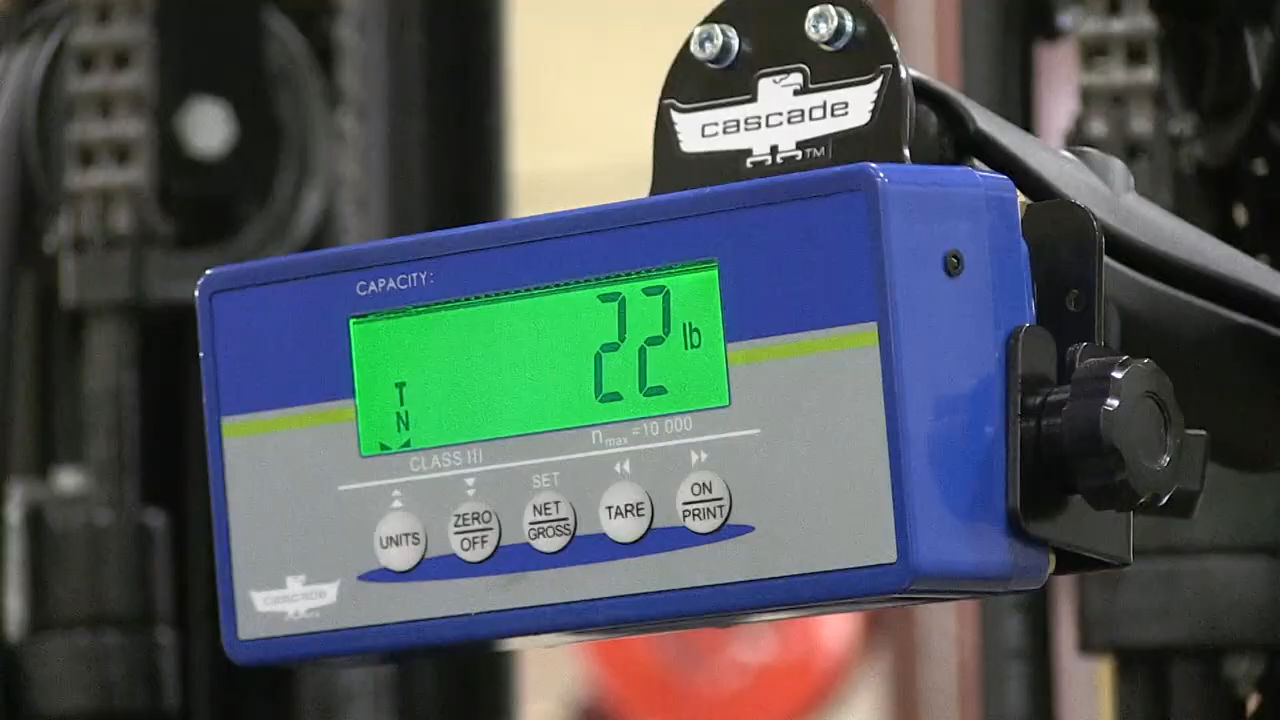 cascade
TM
CAPACITY:
22 lb
T
N
n max =10 000
CLASS III
SET
UNITS
ZERO
OFF
NET
GROSS
TARE
ON
PRINT
cascade